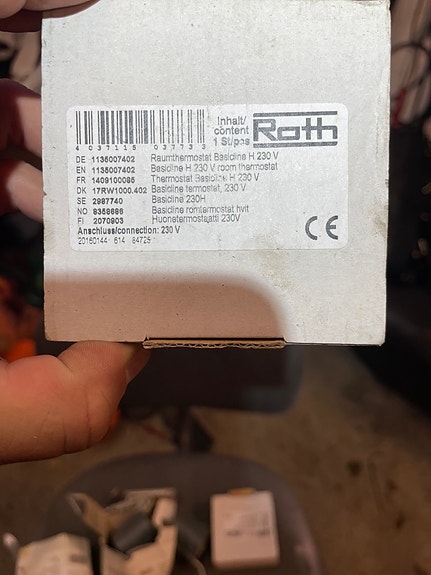 Inhalt/
content
1 St/pcs
Roth
4 037115 037733
DE 1135007402 Raumthermostat Basicline H 230 V
EN 1135007402 Basicline H 230 V room thermostat
FR 1409100086 Thermostat Basicline H 230 V
DK 17RW1000.402 Basicline termostat, 230 V
SE 2987740 Basicline 230H
NO 8359686 Basicline romtermostat hvit
FI 2070903 Huonetermostaatti 230V
Anschluss/connection: 230 V
20160144 614 84725
CE